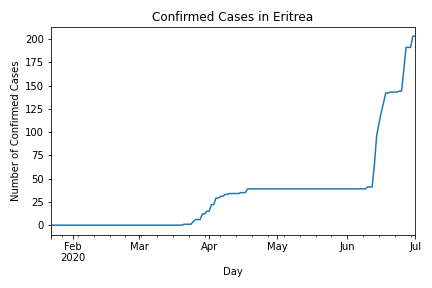 Confirmed Cases in Eritrea
200
175
150
125
100
75
50
25
0
Number of Confirmed Cases
Feb Mar Apr May Jun Jul
2020
Day